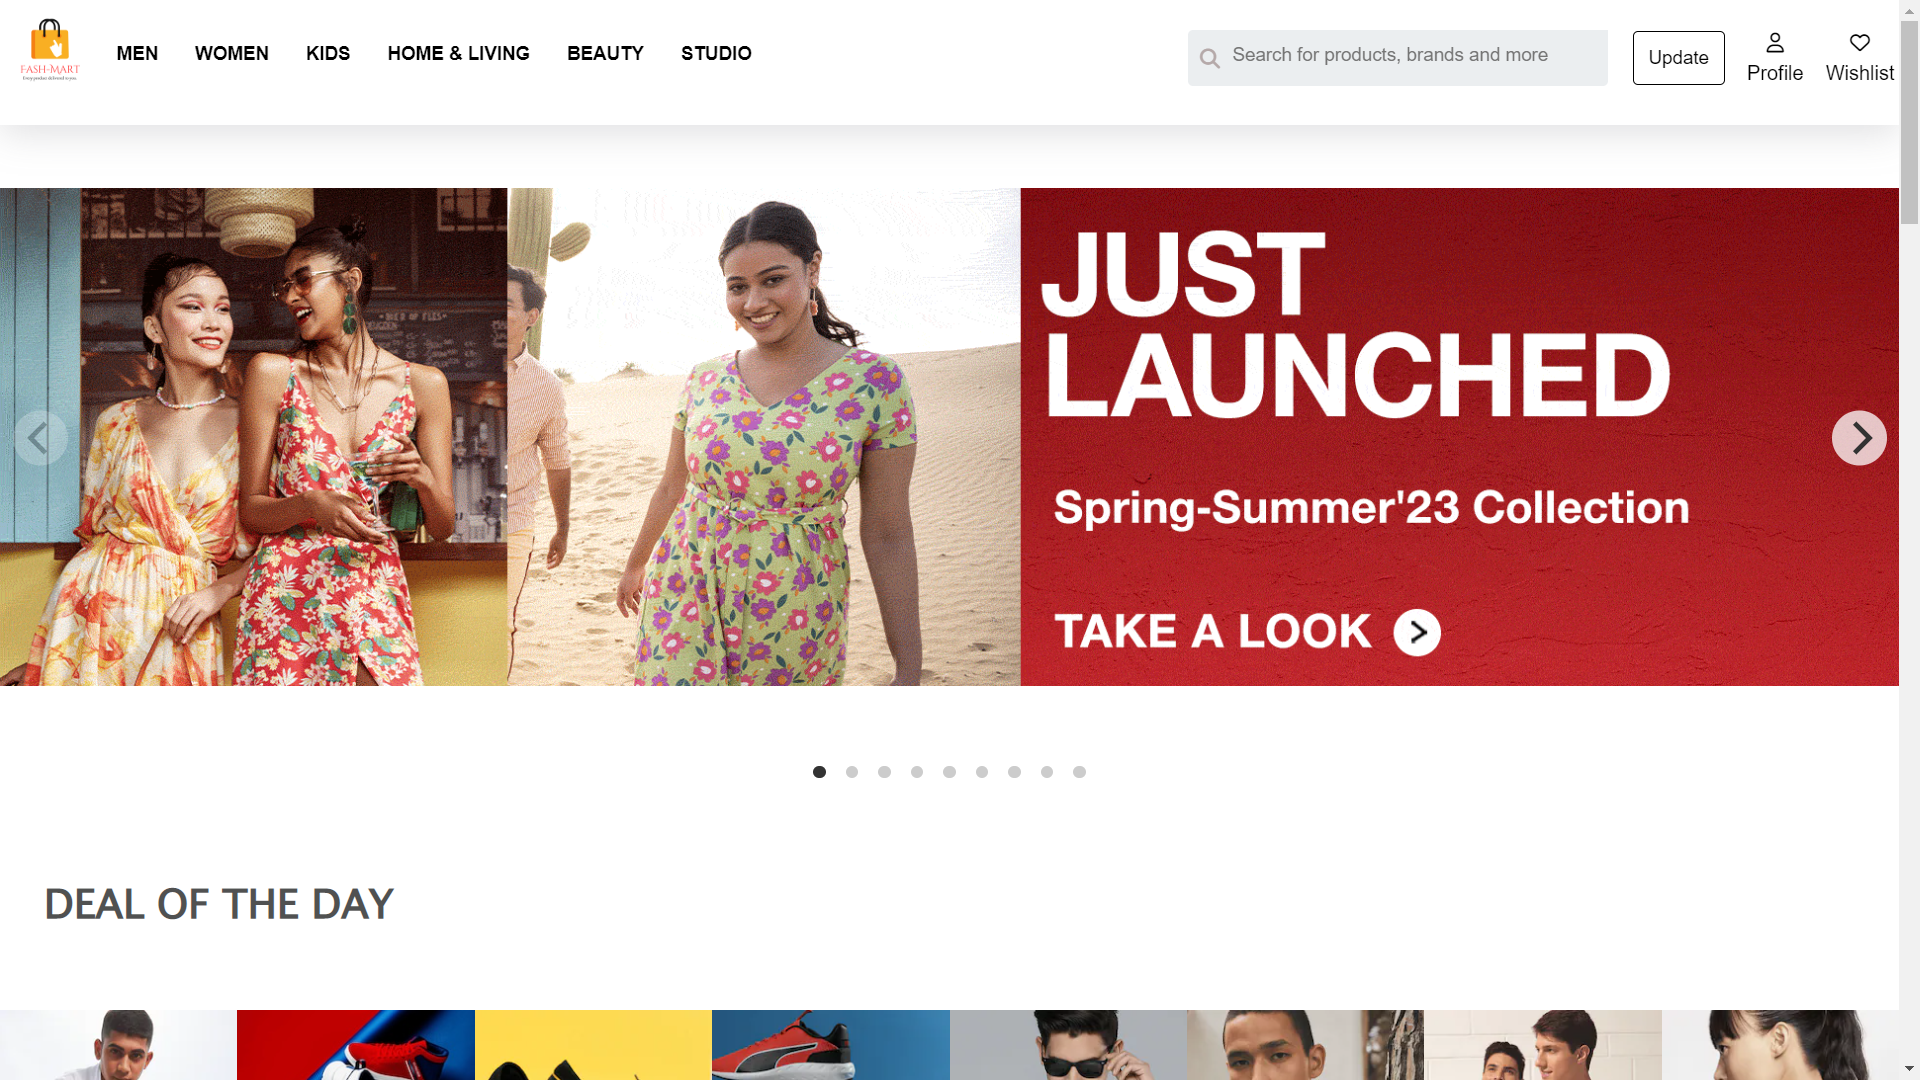 FASH-MART
MEN
WOMEN
KIDS
HOME & LIVING
BEAUTY
STUDIO
Search for products, brands and more
Update
Profile
Wishlist
JUST
LAUNCHED
Spring-Summer'23 Collection
TAKE A LOOK
DEAL OF THE DAY